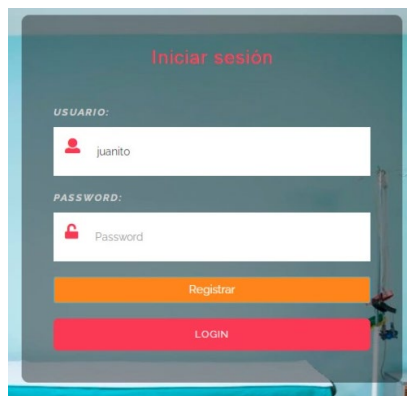 Iniciar sesión
USUARIO:
juanito
PASSWORD:
Password
Registrar
LOGIN